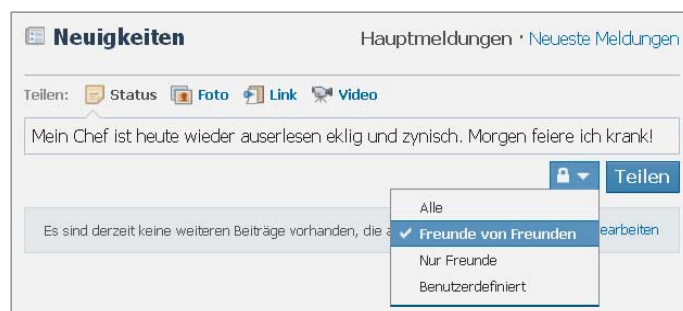 Neuigkeiten Hauptmeldungen · Neueste Meldungen
Teilen: Status Foto Link Video
Mein Chef ist heute wieder auserlesen eklig und zynisch. Morgen feiere ich krank!
Teilen
Alle
Es sind derzeit keine weiteren Beiträge vorhanden, die
Freunde von Freunden
earbeiten
Nur Freunde
Benutzerdefiniert